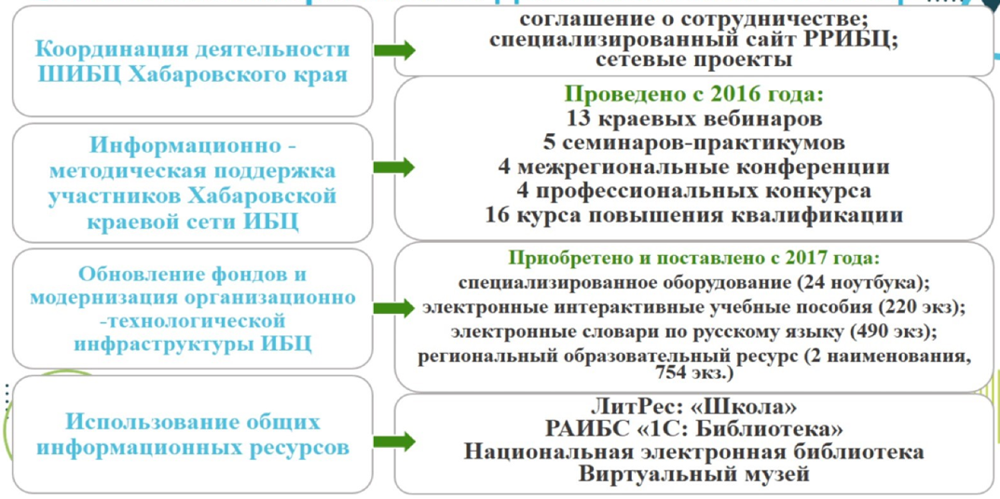 Координация деятельности
ШИБЦ Хабаровского края
соглашение о сотрудничестве;
специализированный сайт РРИБЦ;
сетевые проекты
Информационно -
методическая поддержка
участников Хабаровской
краевой сети ИБЦ
Проведено с 2016 года:
13 краевых вебинаров
5 семинаров-практикумов
4 межрегиональные конференции
4 профессиональных конкурса
16 курса повышения квалификации
Обновление фондов и
модернизация организационно
-технологической
инфраструктуры ИБЦ
Приобретено и поставлено с 2017 года:
специализированное оборудование (24 ноутбука);
электронные интерактивные учебные пособия (220 экз);
электронные словари по русскому языку (490 экз);
региональный образовательный ресурс (2 наименования,
754 экз.)
Использование общих
информационных ресурсов
ЛитРес: «Школа»
РАИБС «1С: Библиотека»
Национальная электронная библиотека
Виртуальный музей